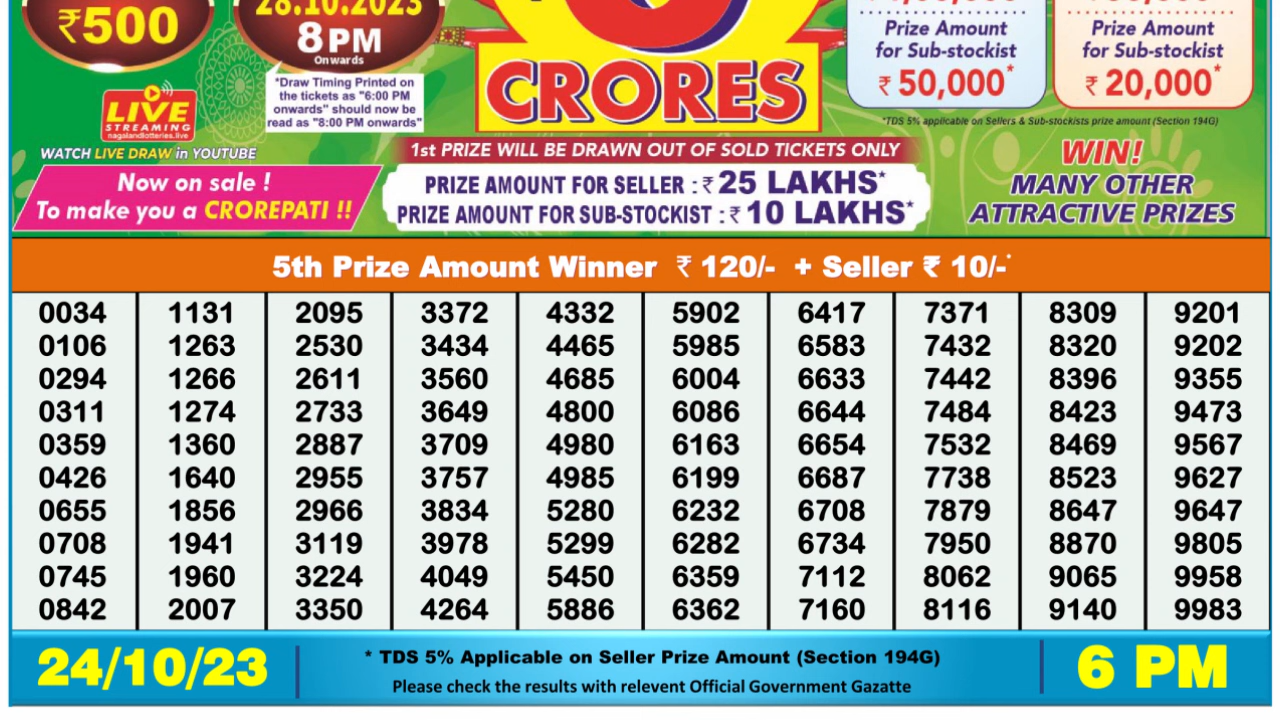 ₹500
28.10.2023
8PM
Onwards
*Draw Timing Printed on
the tickets as "6:00 PM
onwards" should now be
read as "8:00 PM onwards"
LIVE
STREAMING
nagalandlotteries.live
WATCH LIVE DRAW in YOUTUBE
Now on sale !
To make you a CROREPATI !!
CRORES
1st PRIZE WILL BE DRAWN OUT OF SOLD TICKETS ONLY
PRIZE AMOUNT FOR SELLER : ₹ 25 LAKHS*
PRIZE AMOUNT FOR SUB-STOCKIST : ₹ 10 LAKHS*
Prize Amount
for Sub-stockist
₹ 50,000*
Prize Amount
for Sub-stockist
₹ 20,000*
*TDS 5% applicable on Sellers & Sub-stockists prize amount (Section 194G)
WIN!
MANY OTHER
ATTRACTIVE PRIZES
5th Prize Amount Winner ₹ 120/- + Seller ₹ 10/-*
0034 1131 2095 3372 4332 5902 6417 7371 8309 9201
0106 1263 2530 3434 4465 5985 6583 7432 8320 9202
0294 1266 2611 3560 4685 6004 6633 7442 8396 9355
0311 1274 2733 3649 4800 6086 6644 7484 8423 9473
0359 1360 2887 3709 4980 6163 6654 7532 8469 9567
0426 1640 2955 3757 4985 6199 6687 7738 8523 9627
0655 1856 2966 3834 5280 6232 6708 7879 8647 9647
0708 1941 3119 3978 5299 6282 6734 7950 8870 9805
0745 1960 3224 4049 5450 6359 7112 8062 9065 9958
0842 2007 3350 4264 5886 6362 7160 8116 9140 9983
24/10/23
* TDS 5% Applicable on Seller Prize Amount (Section 194G)
Please check the results with relevent Official Government Gazatte
6 PM